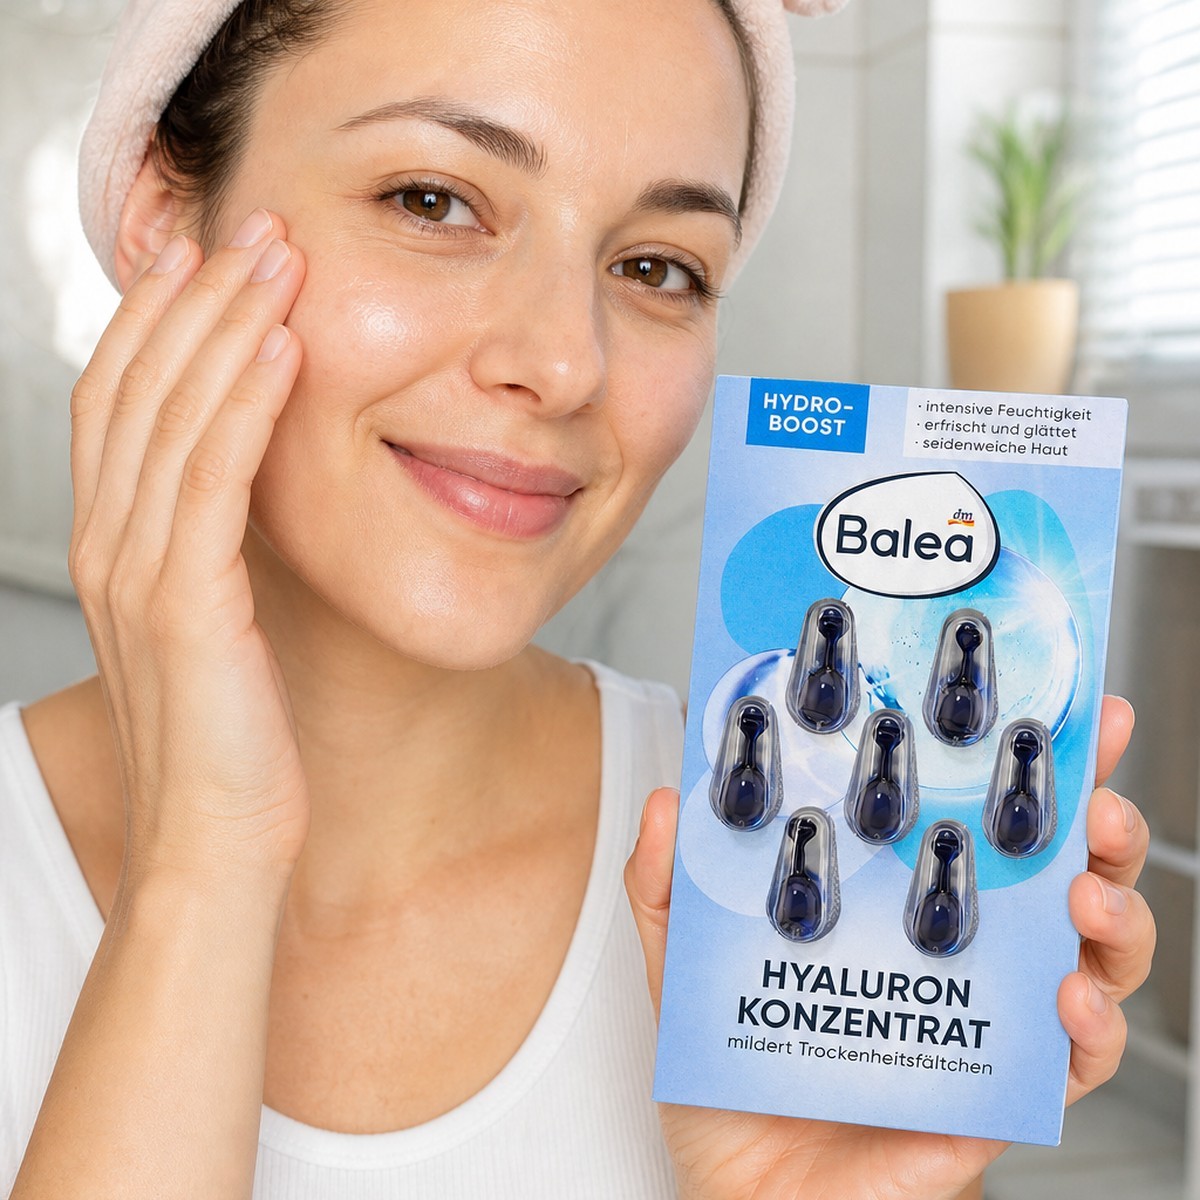 HYDRO-
BOOST
· intensive Feuchtigkeit
· erfrischt und glättet
· seidenweiche Haut
dm
Balea
HYALURON
KONZENTRAT
mildert Trockenheitsfältchen